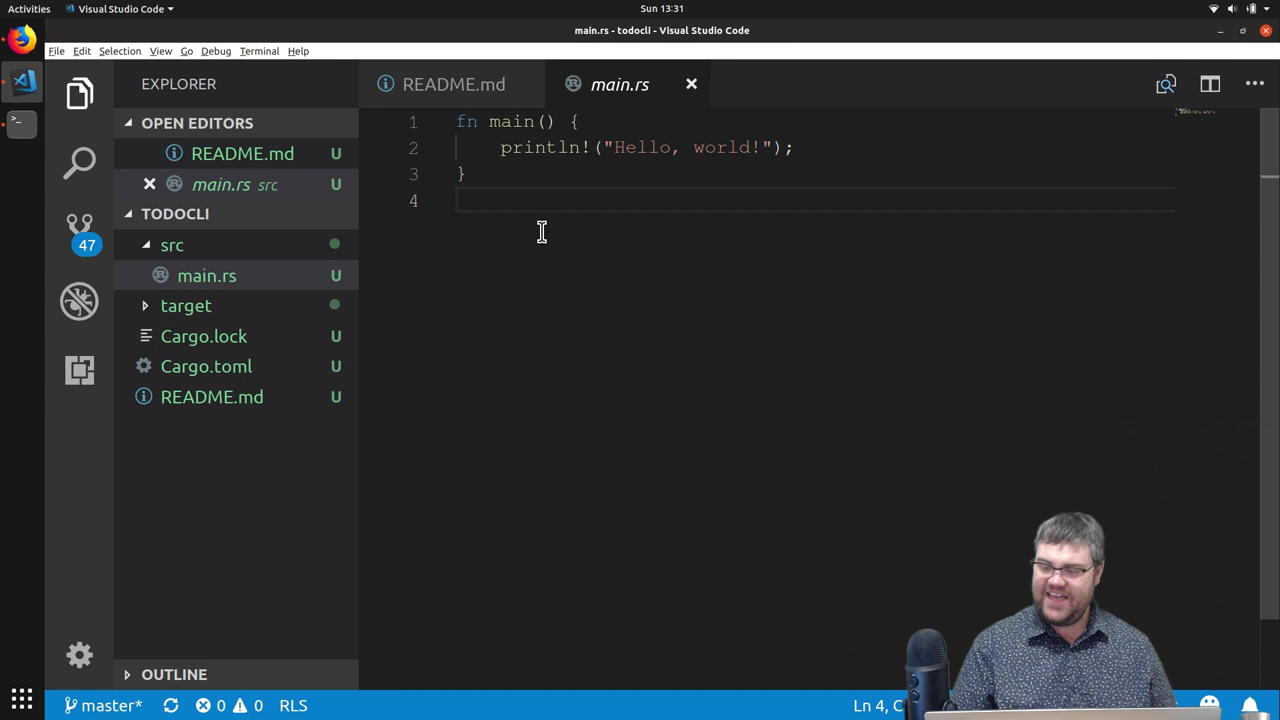 Activities
Visual Studio Code
Sun 13:31
main.rs - todocli - Visual Studio Code
File Edit Selection View Go Debug Terminal Help
EXPLORER
README.md
main.rs
OPEN EDITORS
README.md U
main.rs src U
TODOCLI
src
main.rs U
target
Cargo.lock U
Cargo.toml U
README.md U
47
OUTLINE
1 fn main() {
2 println!("Hello, world!");
3 }
4
master* 0 0 RLS
Ln 4, C